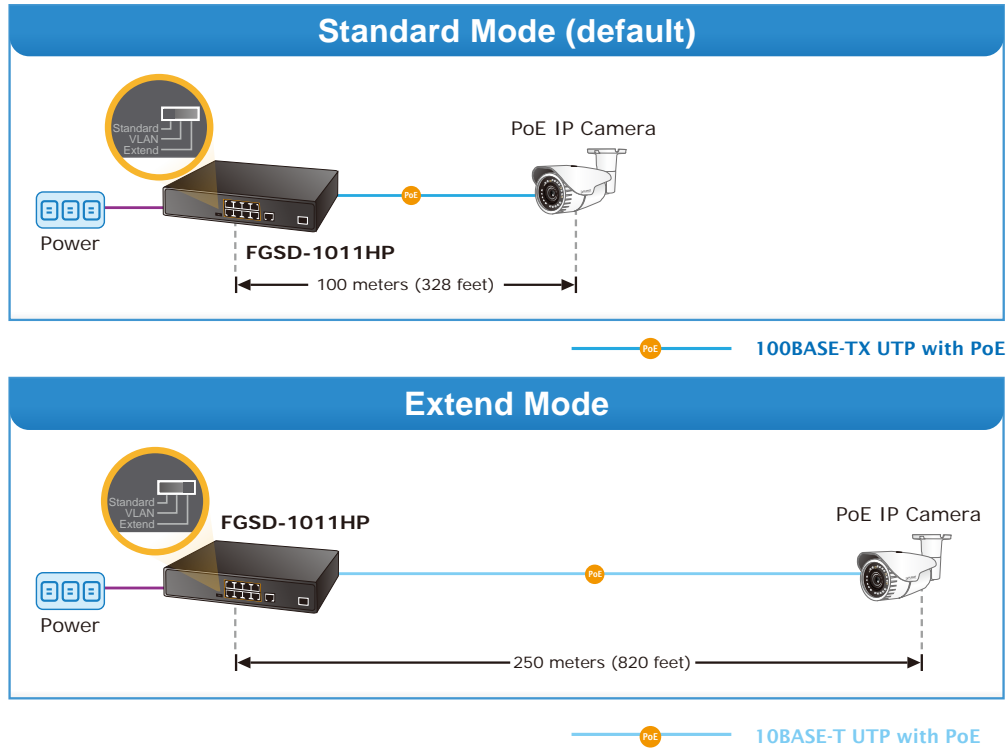 Standard Mode (default)
Standard
VLAN
Extend
PoE IP Camera
PoE
Power
FGSD-1011HP
100 meters (328 feet)
PoE
100BASE-TX UTP with PoE
Extend Mode
Standard
VLAN
Extend
FGSD-1011HP
PoE IP Camera
PoE
Power
250 meters (820 feet)
PoE
10BASE-T UTP with PoE